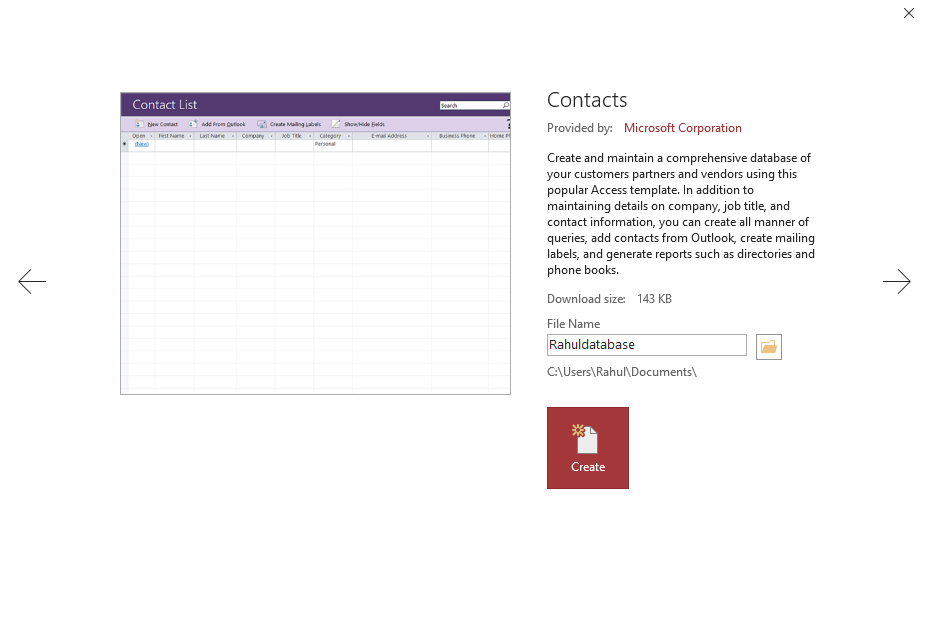 Contact List
Search
New Contact Add From Outlook Create Mailing Labels Show/Hide Fields
Open First Name Last Name Company Job Title Category E-mail Address Business Phone Home
(New) Personal
Contacts
Provided by: Microsoft Corporation
Create and maintain a comprehensive database of
your customers partners and vendors using this
popular Access template. In addition to
maintaining details on company, job title, and
contact information, you can create all manner of
queries, add contacts from Outlook, create mailing
labels, and generate reports such as directories and
phone books.
Download size: 143 KB
File Name
Rahuldatabase
C:\Users\Rahul\Documents\
Create